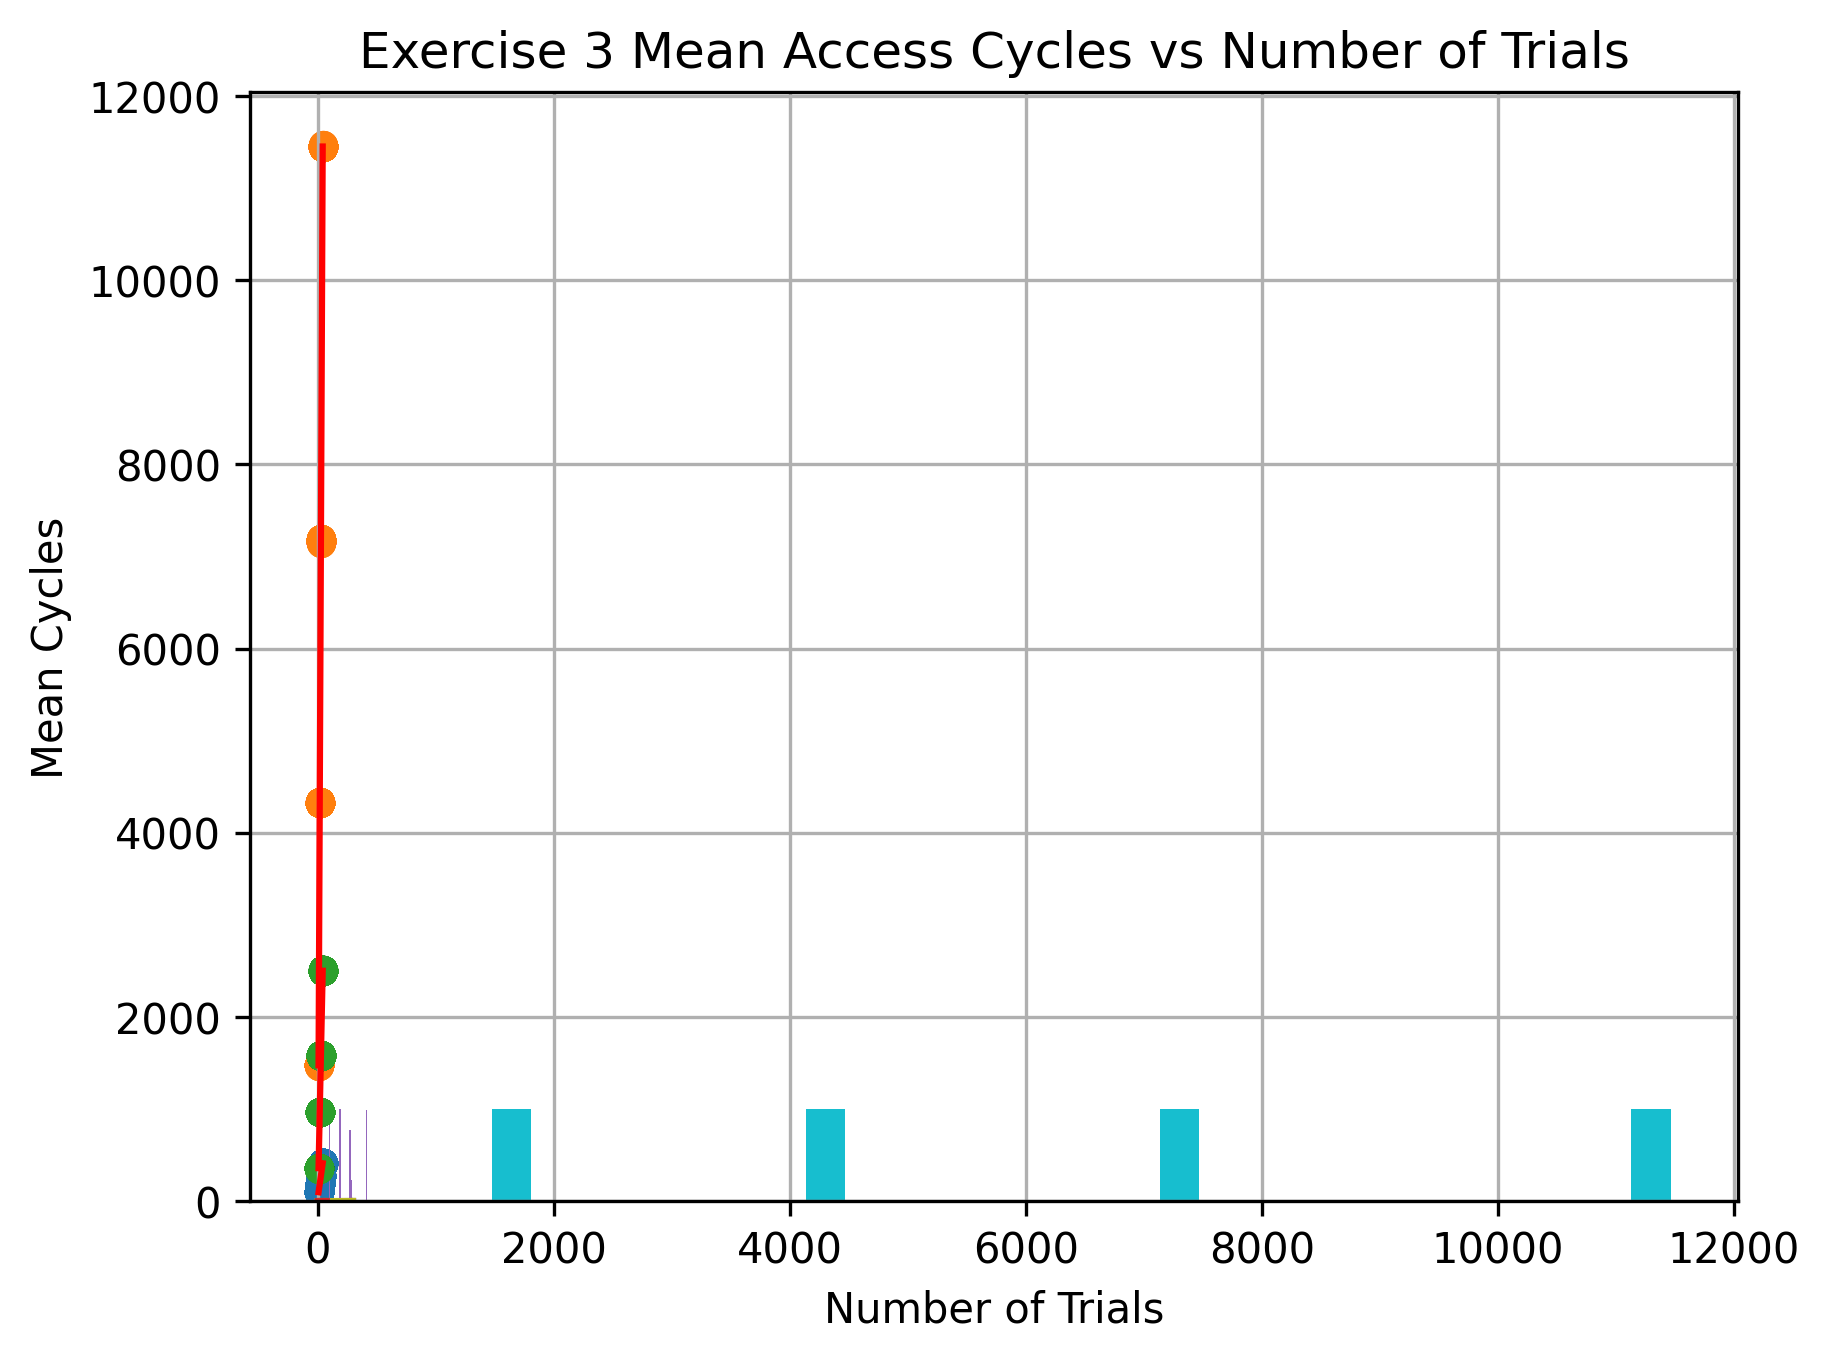 Exercise 3 Mean Access Cycles vs Number of Trials
12000
10000
8000
6000
4000
2000
0
Mean Cycles
0 2000 4000 6000 8000 10000 12000
Number of Trials